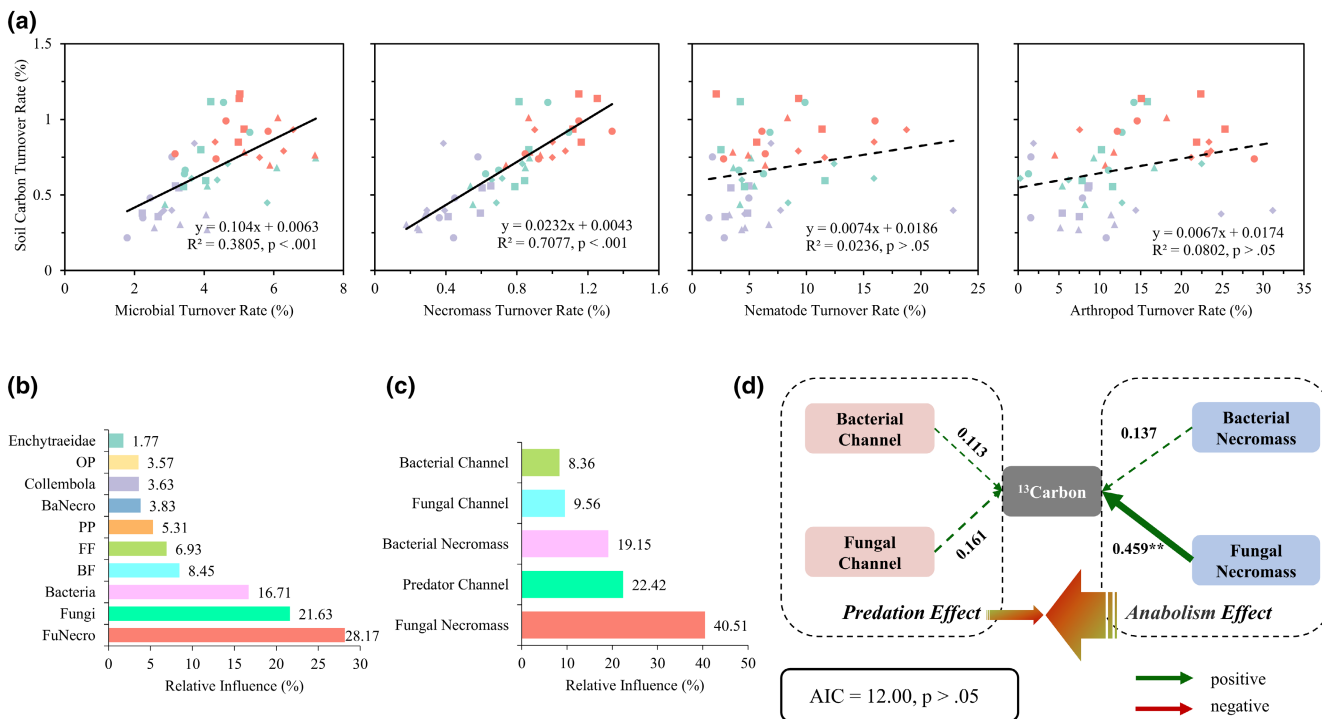 (a)
Soil Carbon Turnover Rate (%)
1.5
1
0.5
0
y = 0.104x + 0.0063
R² = 0.3805, p < .001
0 2 4 6 8
Microbial Turnover Rate (%)
y = 0.0232x + 0.0043
R² = 0.7077, p < .001
0 0.4 0.8 1.2 1.6
Necromass Turnover Rate (%)
y = 0.0074x + 0.0186
R² = 0.0236, p > .05
0 5 10 15 20 25
Nematode Turnover Rate (%)
y = 0.0067x + 0.0174
R² = 0.0802, p > .05
0 5 10 15 20 25 30 35
Arthropod Turnover Rate (%)
(b)
Enchytraeidae 1.77
OP 3.57
Collembola 3.63
BaNecro 3.83
PP 5.31
FF 6.93
BF 8.45
Bacteria 16.71
Fungi 21.63
FuNecro 28.17
0 5 10 15 20 25 30
Relative Influence (%)
(c)
Bacterial Channel 8.36
Fungal Channel 9.56
Bacterial Necromass 19.15
Predator Channel 22.42
Fungal Necromass 40.51
0 10 20 30 40 50
Relative Influence (%)
(d)
Bacterial
Channel
Bacterial
Necromass
0.113
0.137
¹³Carbon
Fungal
Channel
Fungal
Necromass
0.161
0.459**
Predation Effect
Anabolism Effect
AIC = 12.00, p > .05
positive
negative